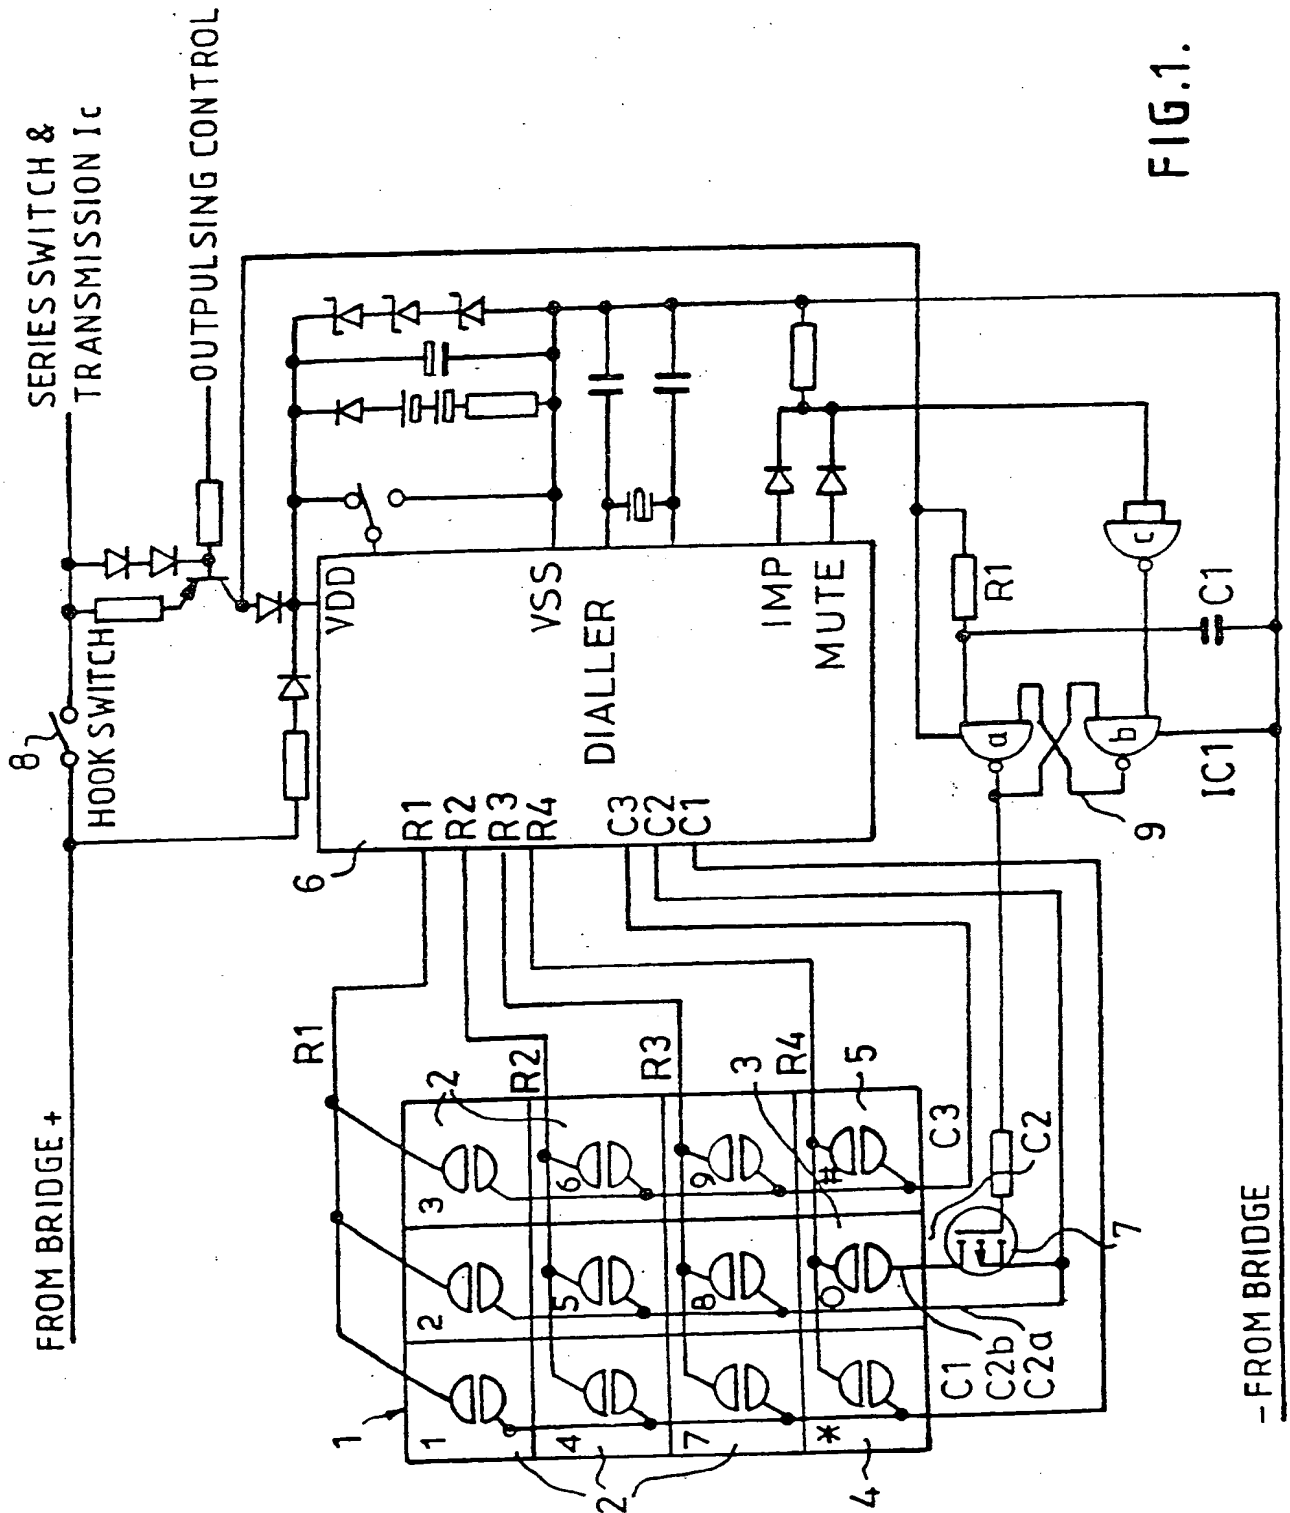 SERIES SWITCH &
TRANSMISSION Ic
OUTPULSING CONTROL
8
HOOK SWITCH
FROM BRIDGE +
FIG.1.
6
VDD
VSS
DIALLER
IMP
MUTE
R1
R2
R3
R4
C3
C2
C1
R1
R2
R3
R4
1
2
3
5
1
2
3
4
5
6
7
8
9
*
0
#
2
4
C3
C2
C1
C2b
C2a
7
R1
C1
a
b
c
IC1
9
- FROM BRIDGE